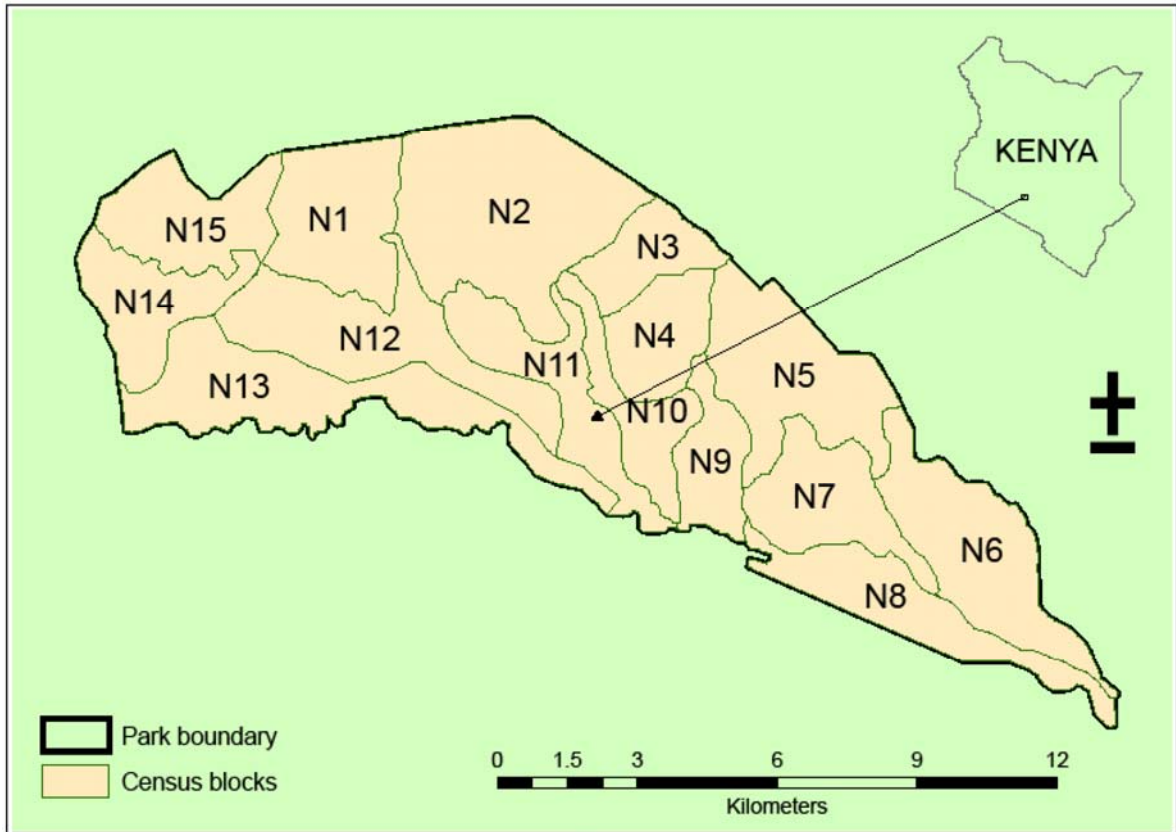 KENYA
N15
N1
N2
N3
N14
N12
N11
N4
N5
N13
N10
N9
N7
N6
N8
Park boundary
Census blocks
0 1.5 3 6 9 12
Kilometers